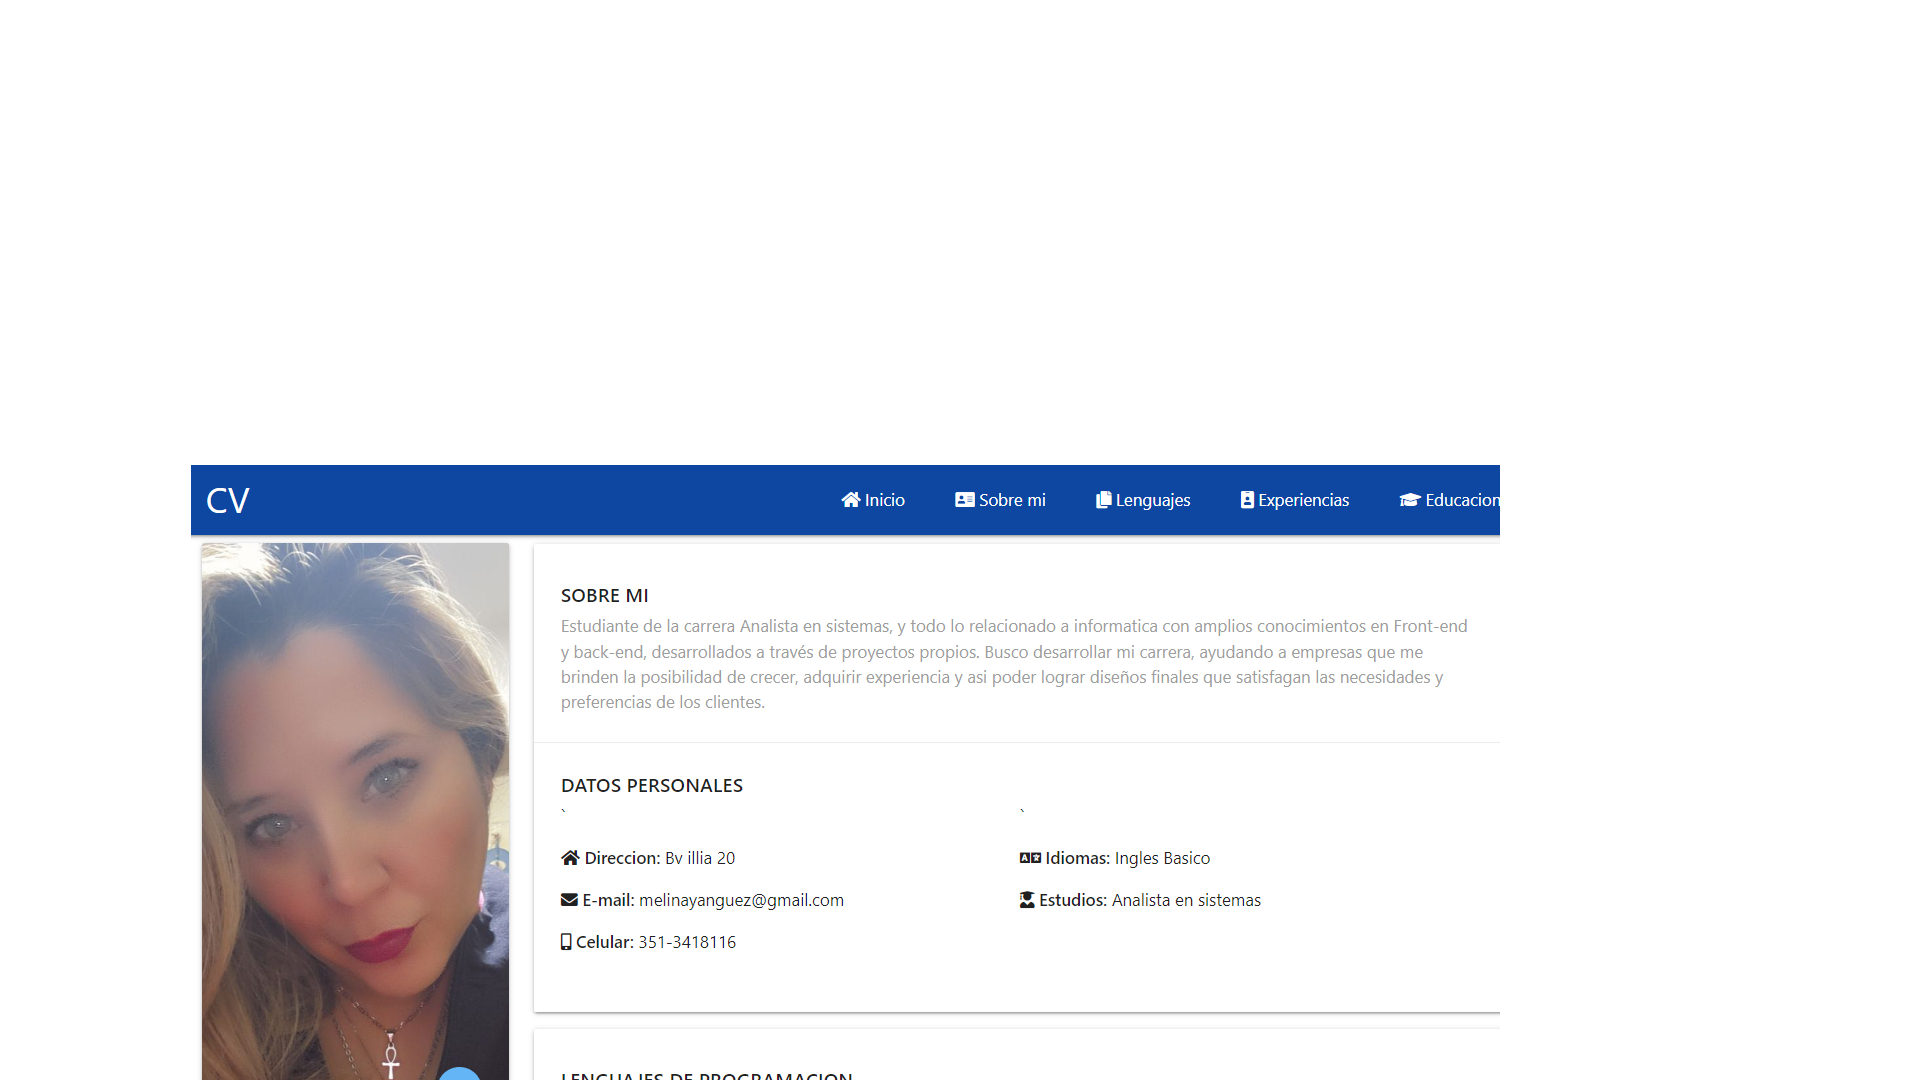 CV
Inicio
Sobre mi
Lenguajes
Experiencias
Educacion
SOBRE MI
Estudiante de la carrera Analista en sistemas, y todo lo relacionado a informatica con amplios conocimientos en Front-end
y back-end, desarrollados a través de proyectos propios. Busco desarrollar mi carrera, ayudando a empresas que me
brinden la posibilidad de crecer, adquirir experiencia y asi poder lograr diseños finales que satisfagan las necesidades y
preferencias de los clientes.
DATOS PERSONALES
` `
Direccion: Bv illia 20
Idiomas: Ingles Basico
E-mail: melinayanguez@gmail.com
Estudios: Analista en sistemas
Celular: 351-3418116
LENGUAJES DE PROGRAMACION